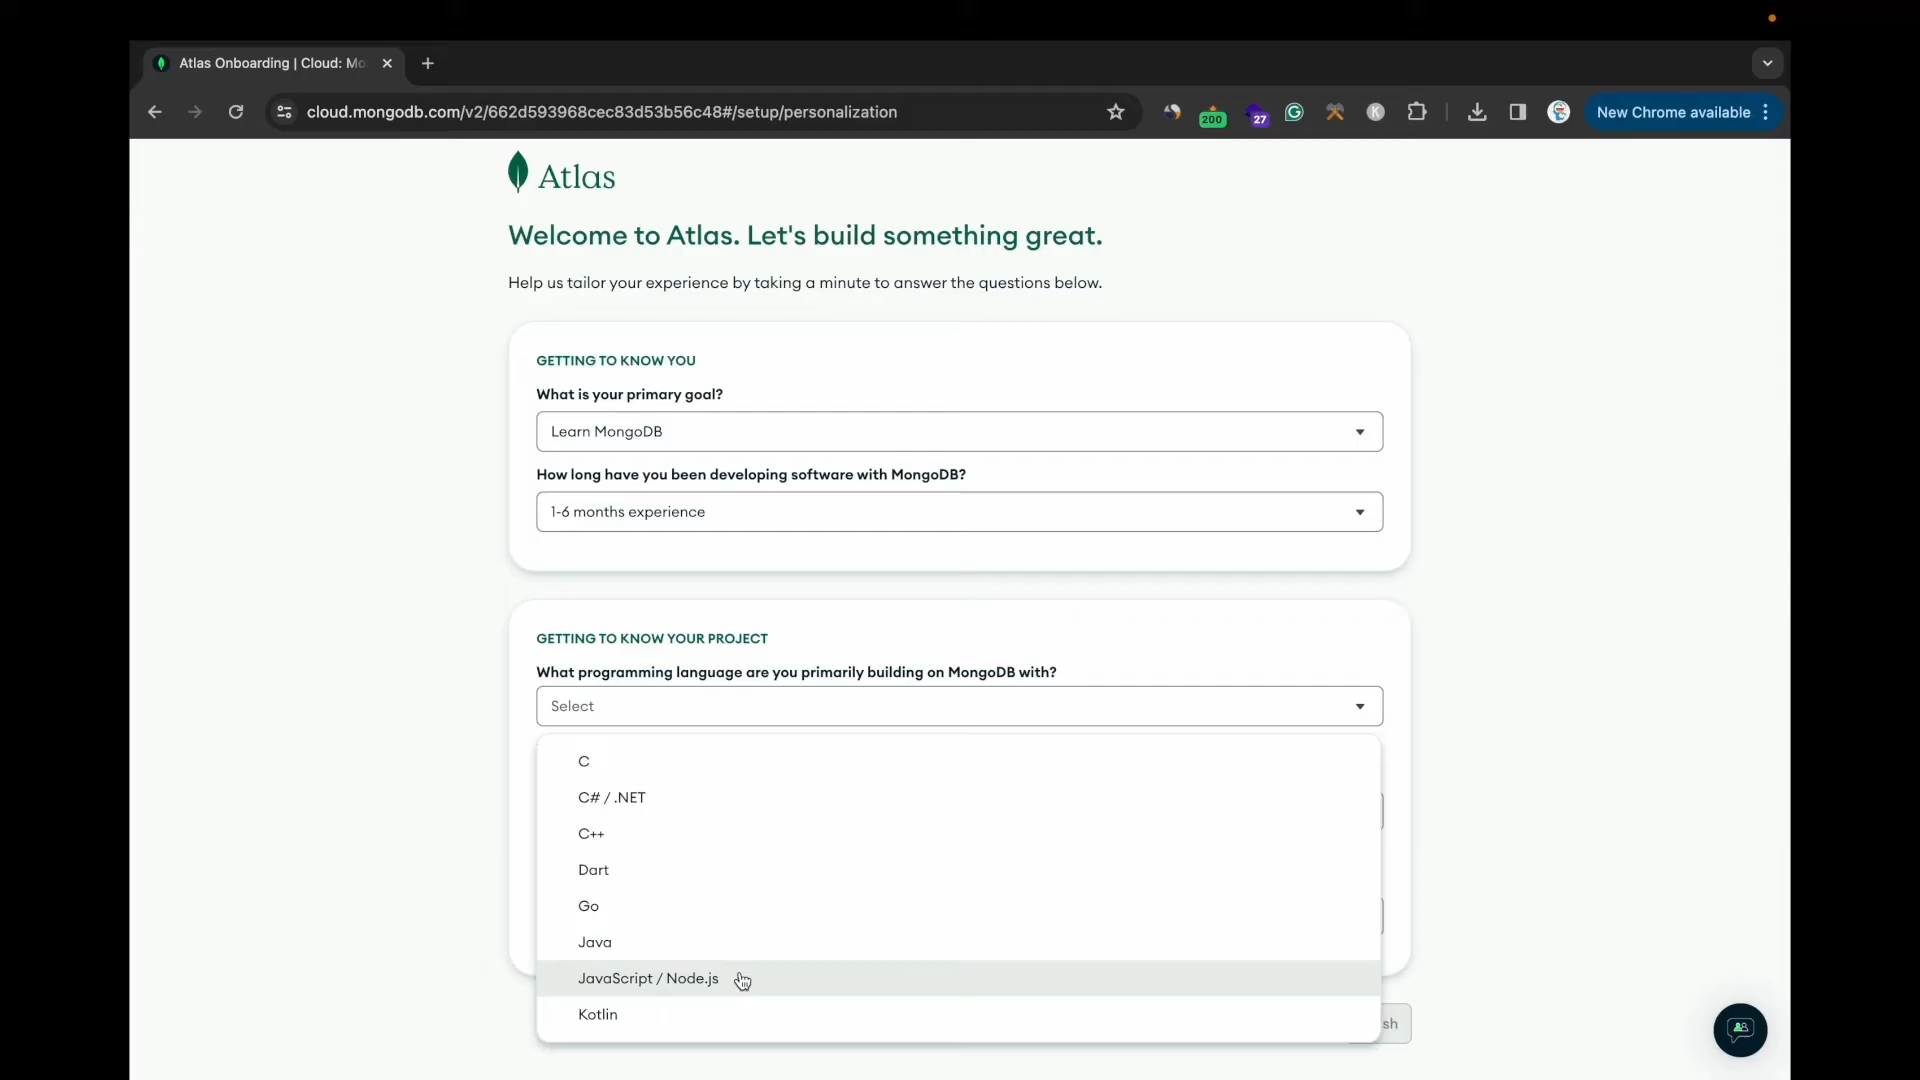 Atlas Onboarding | Cloud: Mo
cloud.mongodb.com/v2/662d593968cec83d53b56c48#/setup/personalization
200
27
K
New Chrome available
Atlas
Welcome to Atlas. Let's build something great.
Help us tailor your experience by taking a minute to answer the questions below.
GETTING TO KNOW YOU
What is your primary goal?
Learn MongoDB
How long have you been developing software with MongoDB?
1-6 months experience
GETTING TO KNOW YOUR PROJECT
What programming language are you primarily building on MongoDB with?
Select
C
C# / .NET
C++
Dart
Go
Java
JavaScript / Node.js
Kotlin
sh